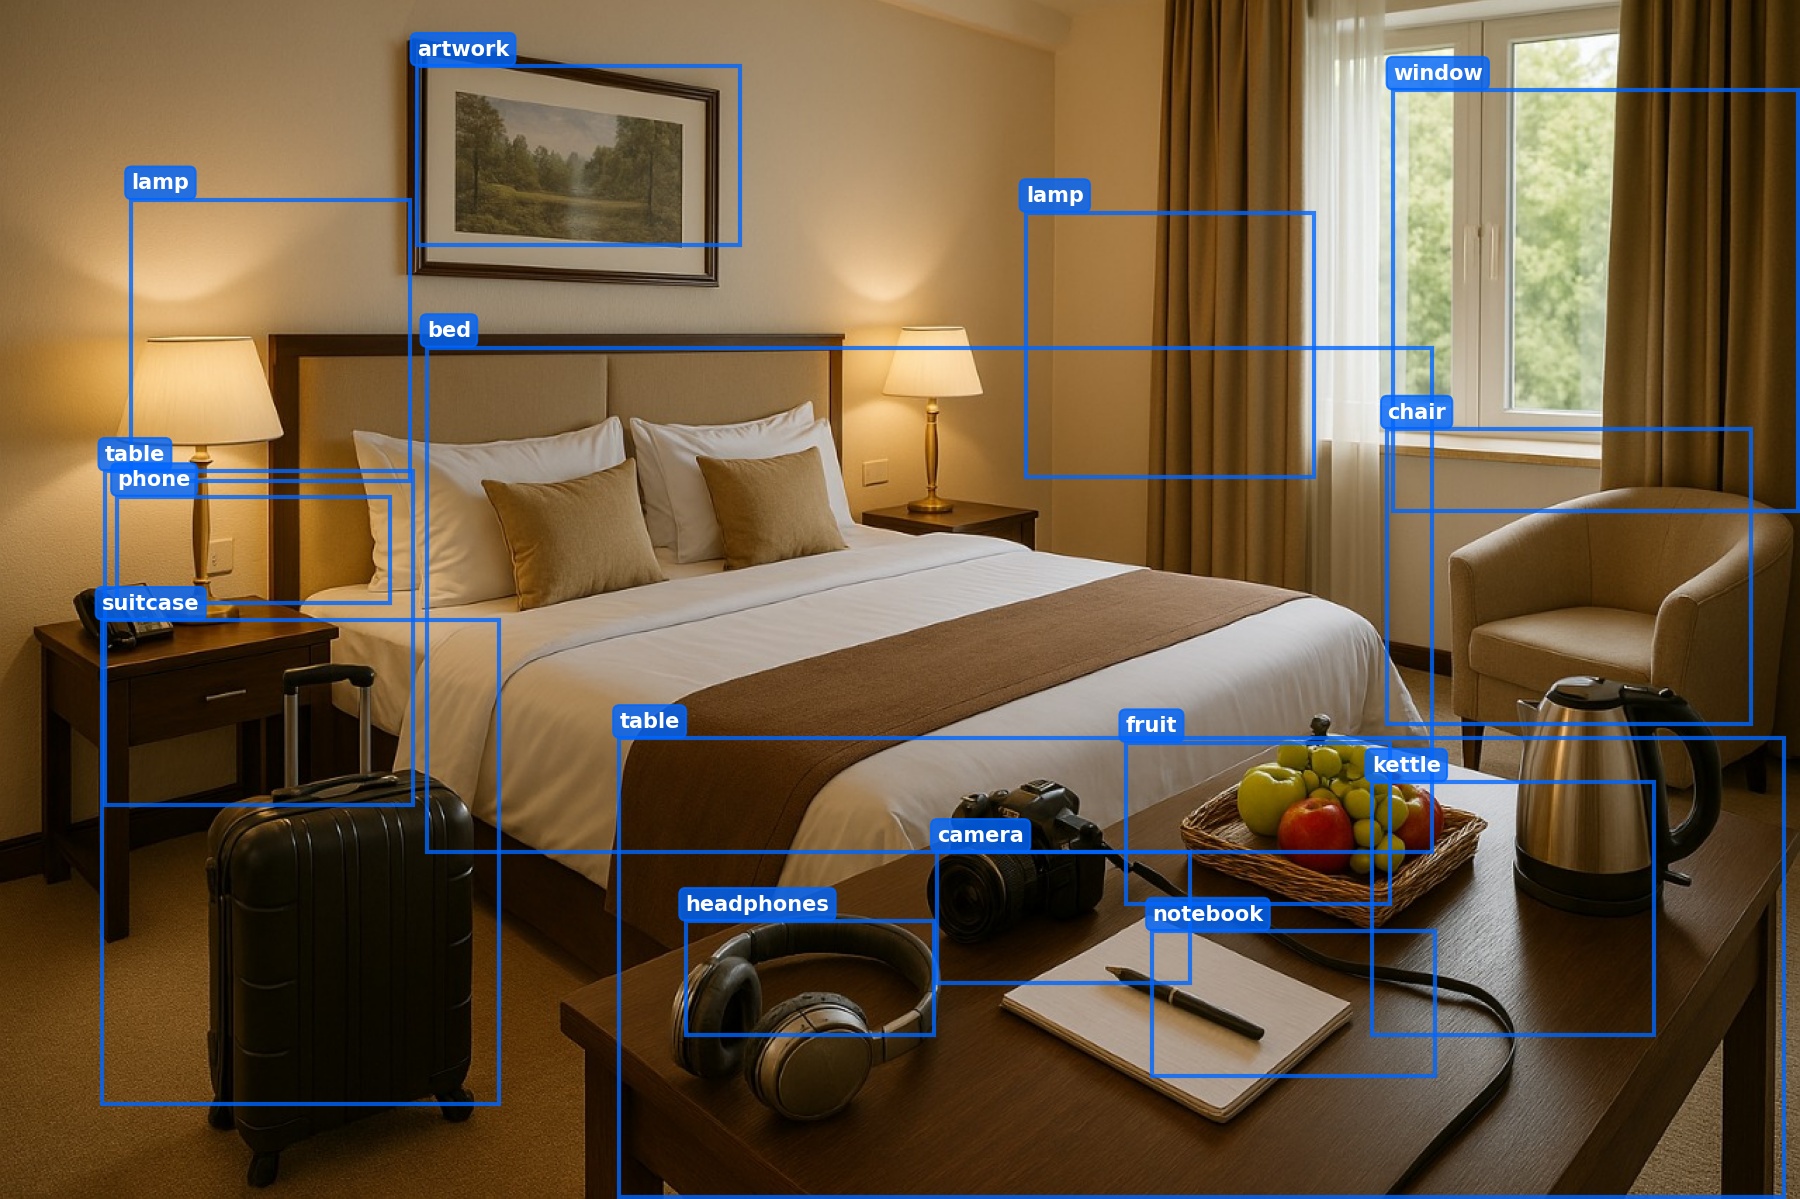 artwork
window
lamp
lamp
bed
chair
table
phone
suitcase
table
fruit
kettle
camera
headphones
notebook